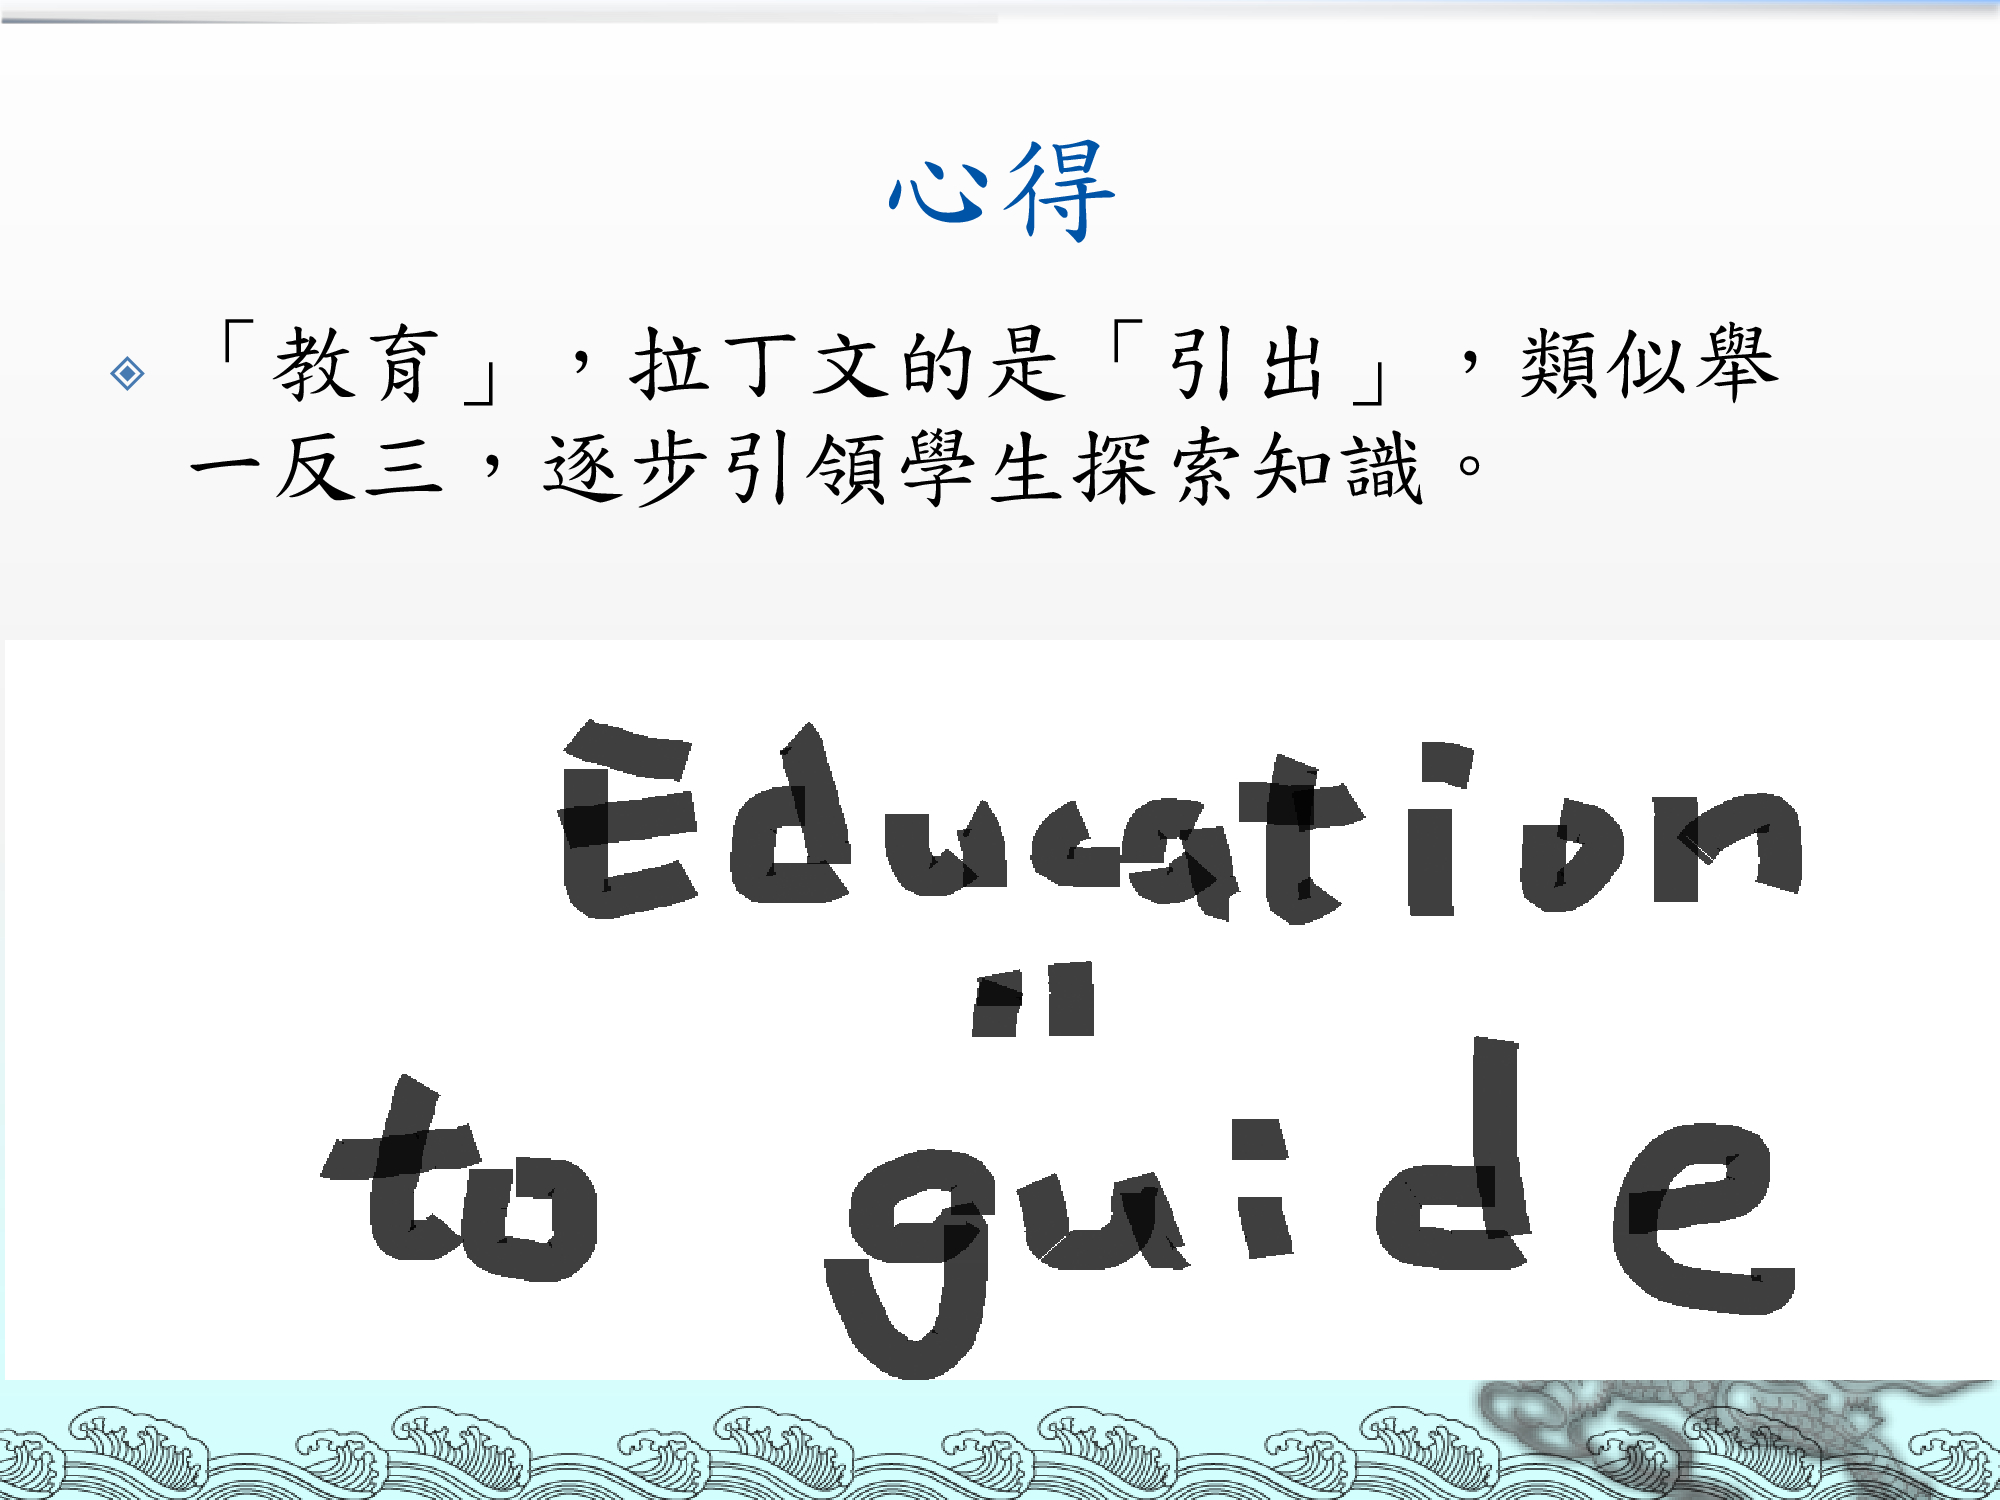 心得
「教育」，拉丁文的是「引出」，類似舉
一反三，逐步引領學生探索知識。
Education
"
to guide